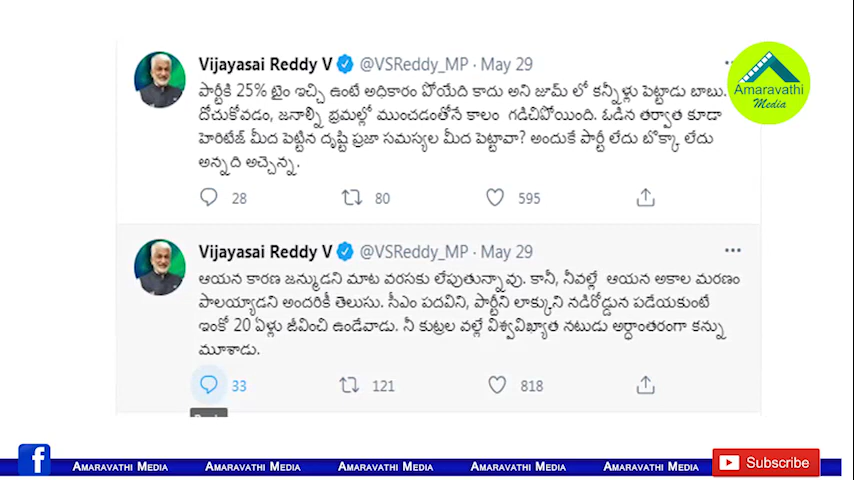 Vijayasai Reddy V @VSReddy_MP · May 29
పార్టీకి 25% టైం ఇచ్చి ఉంటే అధికారం పోయేది కాదు అని జూమ్ లో కన్నీళ్లు పెట్టాడు బాబు.
దోచుకోవడం, జనాల్ని భ్రమల్లో ముంచడంతోనే కాలం గడిచిపోయింది. ఓడిన తర్వాత కూడా
హెరిటేజ్ మీద పెట్టిన దృష్టి ప్రజా సమస్యల మీద పెట్టావా? అందుకే పార్టీ లేదు బొక్కా లేదు
అన్నది అచ్చెన్న.
28 80 595
Amaravathi
Media
Vijayasai Reddy V @VSReddy_MP · May 29
ఆయన కారణ జన్ముడని మాట వరసకు లేపుతున్నావు. కానీ, నీవల్లే ఆయన అకాల మరణం
పాలయ్యాడని అందరికీ తెలుసు. సీఎం పదవిని, పార్టీని లాక్కుని నడిరోడ్డున పడేయకుంటే
ఇంకో 20 ఏళ్లు జీవించి ఉండేవాడు. నీ కుట్రల వల్లే విశ్వవిఖ్యాత నటుడు అర్ధాంతరంగా కన్ను
మూశాడు.
33 121 818
AMARAVATHI MEDIA AMARAVATHI MEDIA AMARAVATHI MEDIA AMARAVATHI MEDIA AMARAVATHI MEDIA
Subscribe